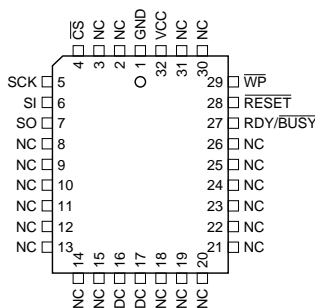 CS NC NC GND VCC NC NC
4 3 2 1 32 31 30
SCK 5 29 WP
SI 6 28 RESET
SO 7 27 RDY/BUSY
NC 8 26 NC
NC 9 25 NC
NC 10 24 NC
NC 11 23 NC
NC 12 22 NC
NC 13 21 NC
14 15 16 17 18 19 20
NC NC DC DC NC NC NC